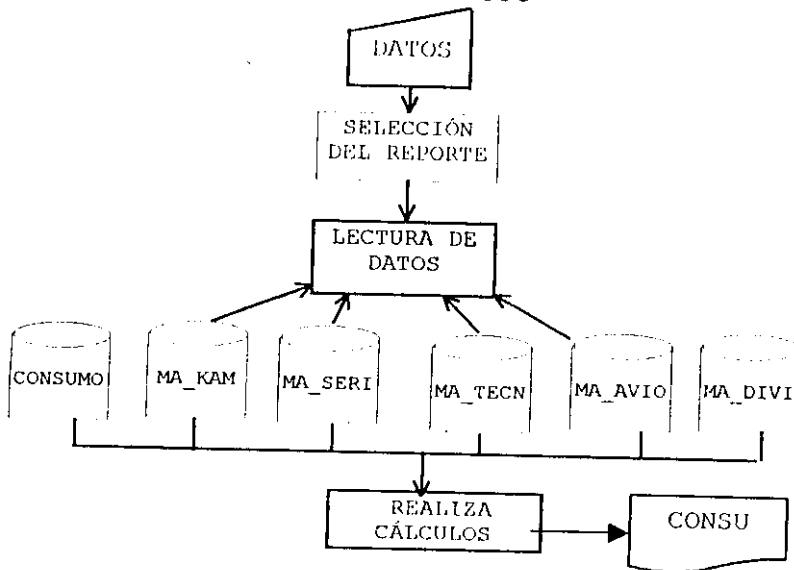 DATOS
SELECCIÓN
DEL REPORTE
LECTURA DE
DATOS
CONSUMO
MA_KAM
MA_SERI
MA_TECN
MA_AVIO
MA_DIVI
REALIZA
CÁLCULOS
CONSU